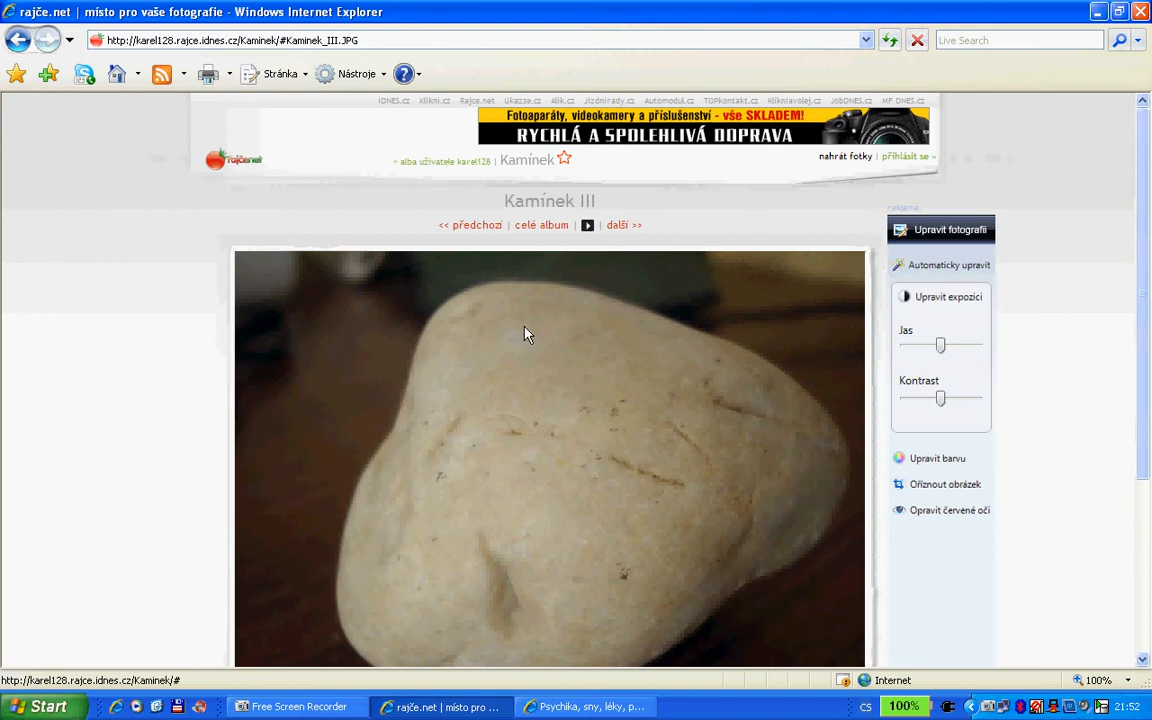 rajče.net | místo pro vaše fotografie - Windows Internet Explorer
http://karel128.rajce.idnes.cz/Kaminek/#Kaminek_III.JPG
Live Search
Stránka
Nástroje
iDNES.cz Klikni.cz Rajce.net Ukazse.cz Alik.cz Jizdnirady.cz Automodul.cz TOPkontakt.cz Klikniavolej.cz JobDNES.cz MF DNES.cz
Fotoaparáty, videokamery a příslušenství - vše SKLADEM!
RYCHLÁ A SPOLEHLIVÁ DOPRAVA
rajče.net
« alba uživatele karel128 | Kamínek
nahrát fotky | přihlásit se »
Kamínek III
<< předchozí | celé album | | další >>
reklama
Upravit fotografii
Automaticky upravit
Upravit expozici
Jas
Kontrast
Upravit barvu
Oříznout obrázek
Opravit červené oči
http://karel128.rajce.idnes.cz/Kaminek/#
Internet
100%
Start
Free Screen Recorder
rajče.net | místo pro ...
Psychika, sny, léky, p...
CS
100%
21:52